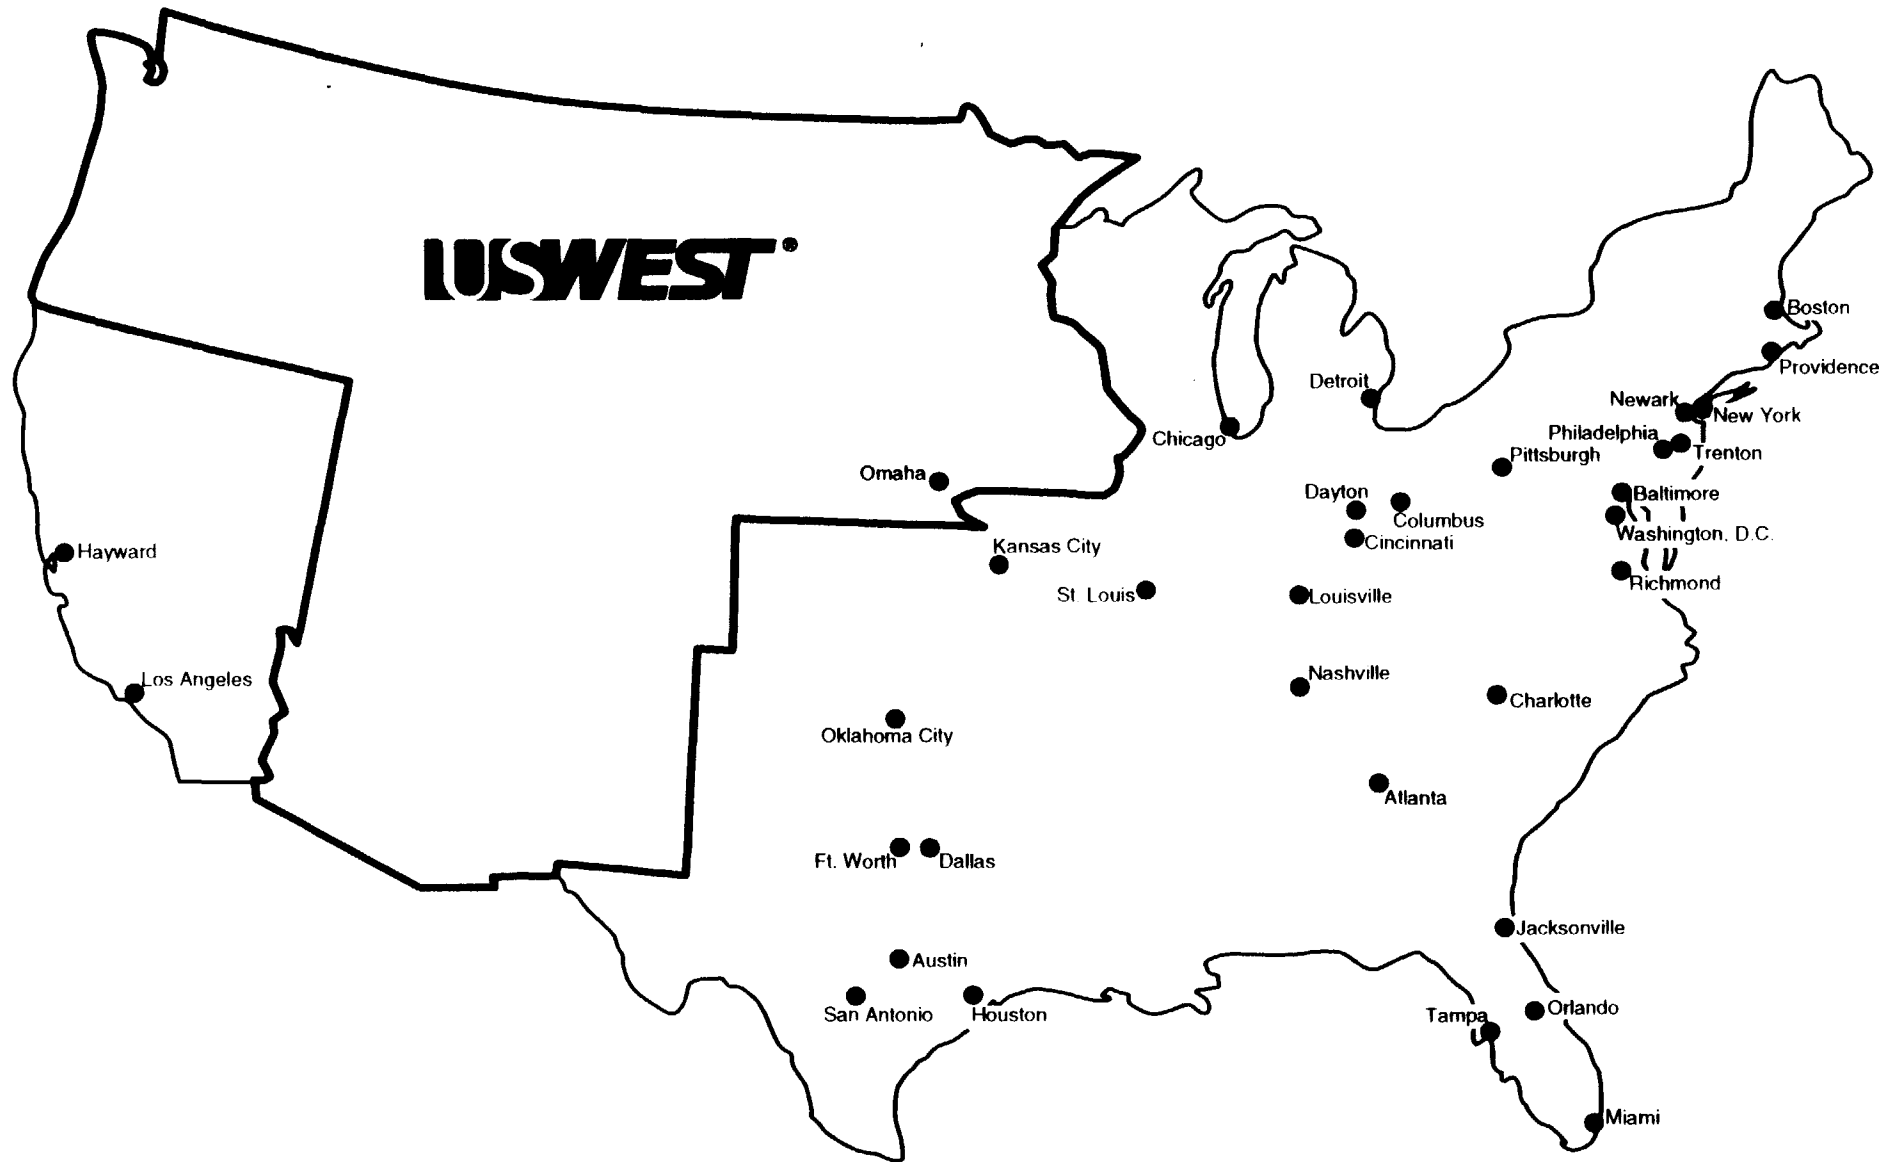 USWEST®
Boston
Providence
Detroit
Newark
New York
Chicago
Philadelphia
Trenton
Pittsburgh
Omaha
Dayton
Columbus
Baltimore
Cincinnati
Washington, D.C.
Hayward
Kansas City
Richmond
St. Louis
Louisville
Nashville
Los Angeles
Charlotte
Oklahoma City
Atlanta
Ft. Worth
Dallas
Jacksonville
Austin
San Antonio
Houston
Tampa
Orlando
Miami